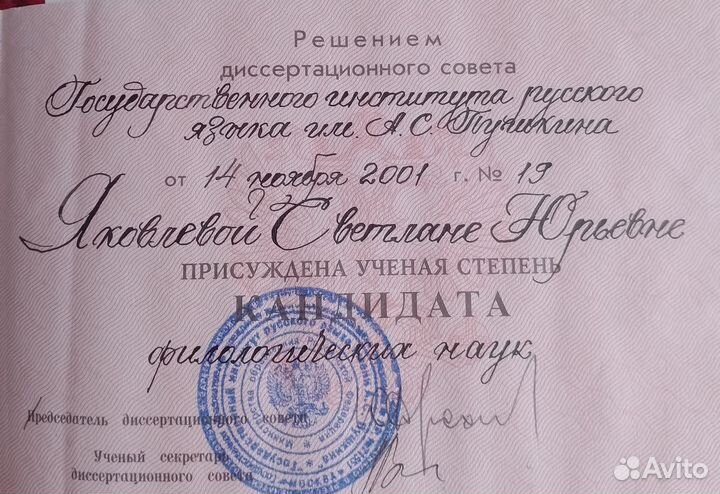 Решением
диссертационного совета
Государственного института русского
языка им. А.С. Пушкина
от 14 ноября 2001 г. № 19
Яковлевой Светлане Юрьевне
ПРИСУЖДЕНА УЧЕНАЯ СТЕПЕНЬ
КАНДИДАТА
филологических наук
Председатель диссертационного совета
Ученый секретарь
диссертационного совета
Avito